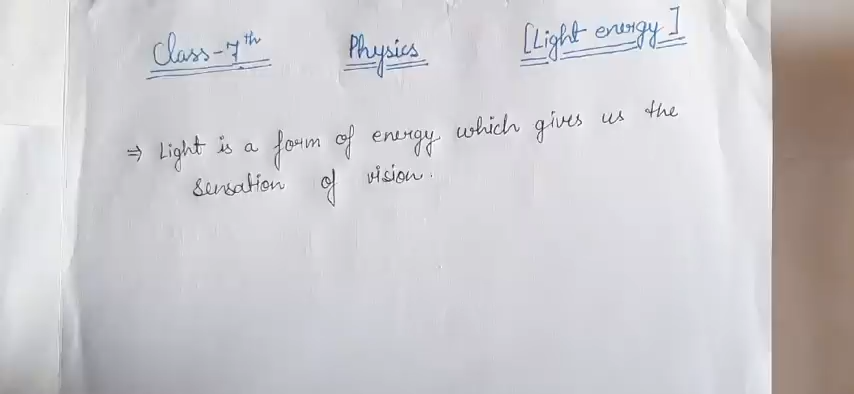 Class-7th Physics [Light energy]
⇒ Light is a form of energy which gives us the
sensation of vision.